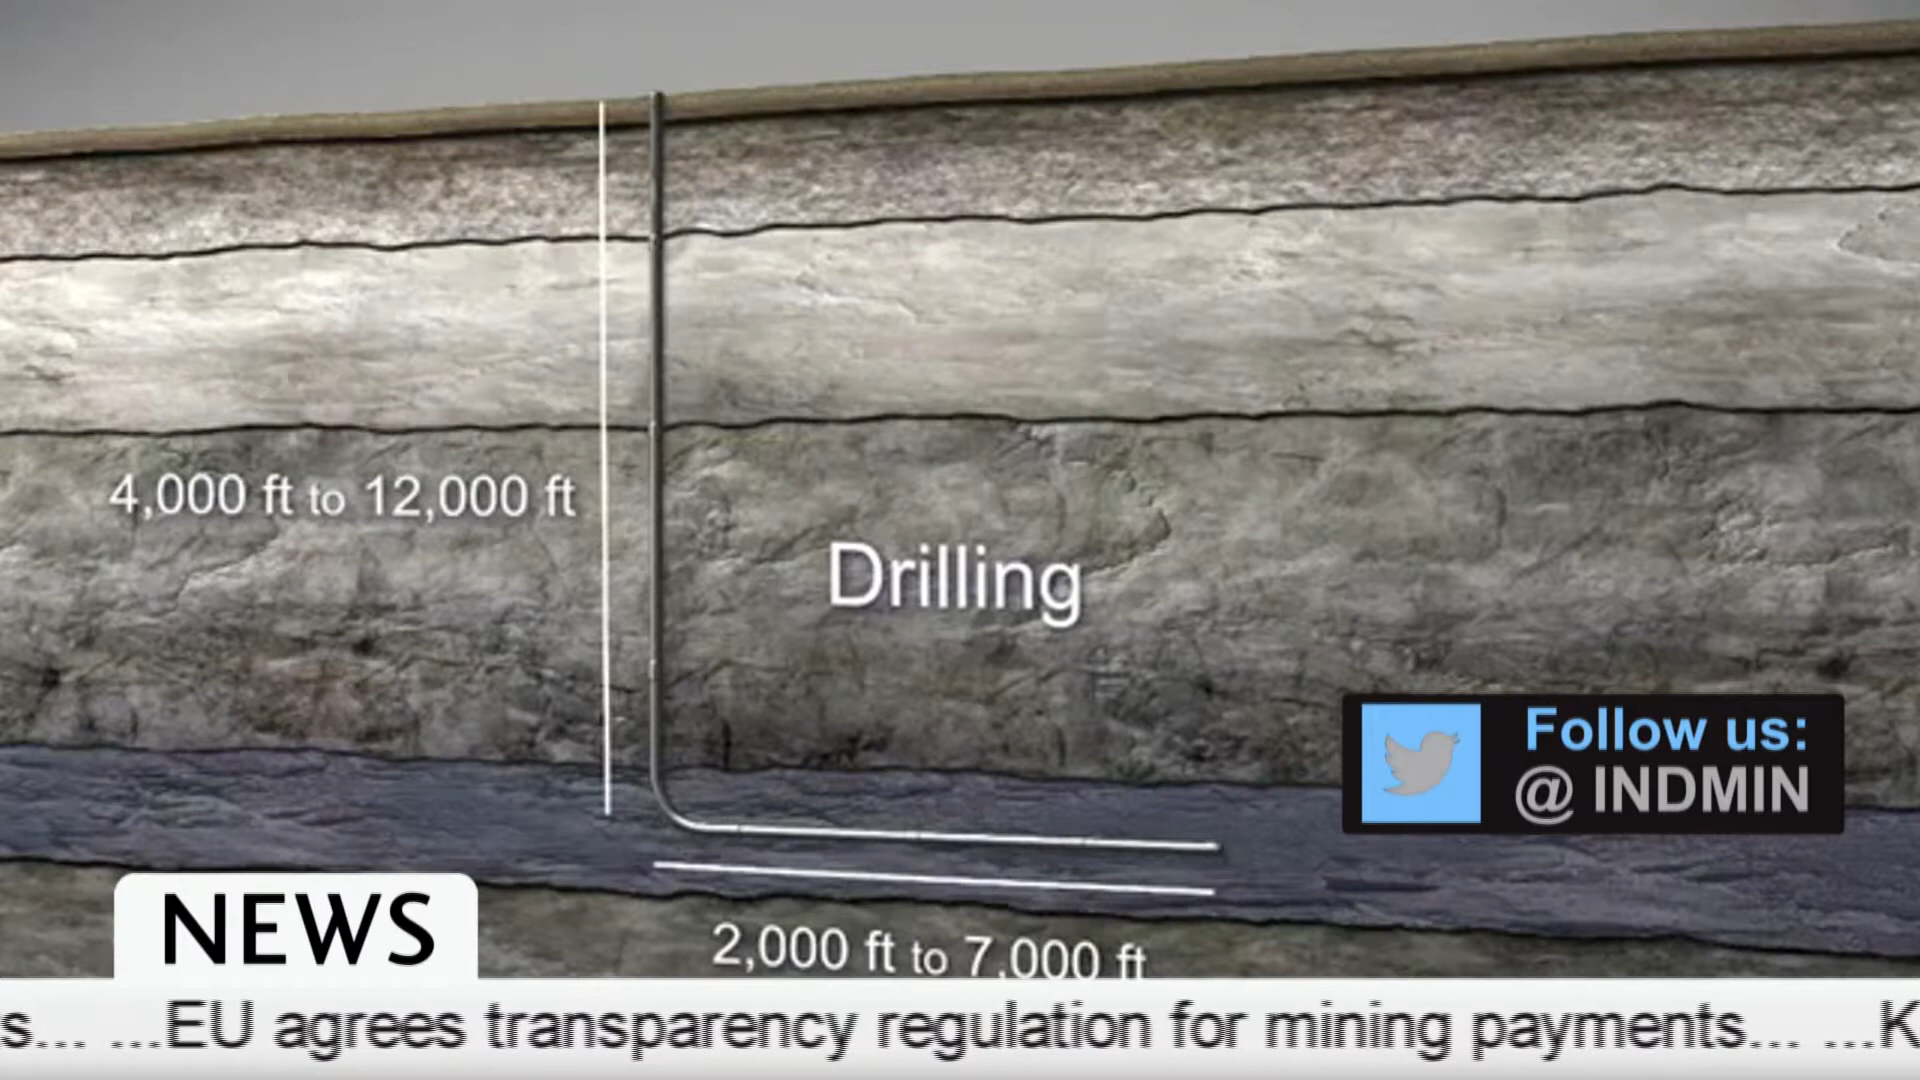 4,000 ft to 12,000 ft
Drilling
Follow us:
@ INDMIN
2,000 ft to 7,000 ft
NEWS
s... ...EU agrees transparency regulation for mining payments... ...K